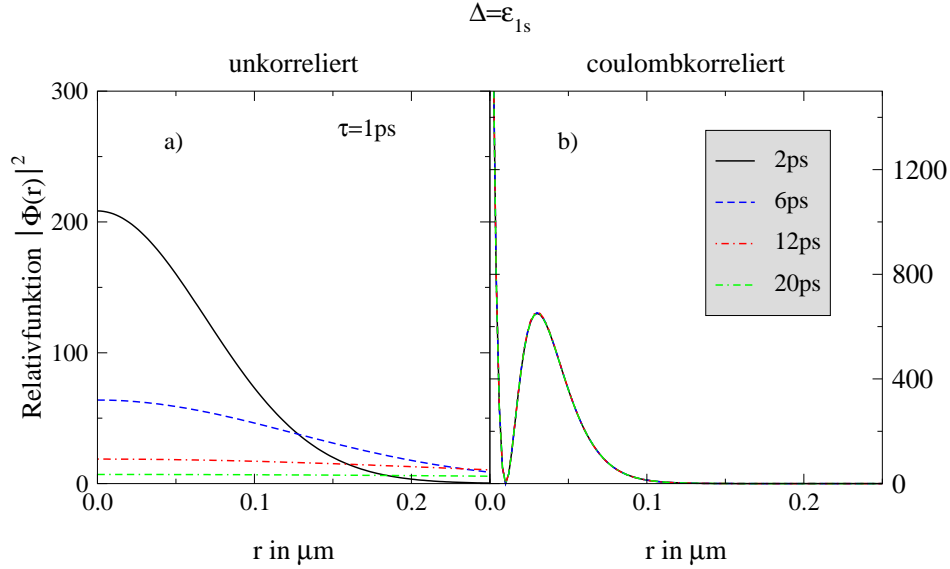 Δ=ε1s
unkorreliert
coulombkorreliert
a)
τ=1ps
b)
2ps
6ps
12ps
20ps
Relativfunktion |Φ(r)|²
300
200
100
0
1200
800
400
0
0.0
0.1
0.2
0.0
0.1
0.2
r in μm
r in μm